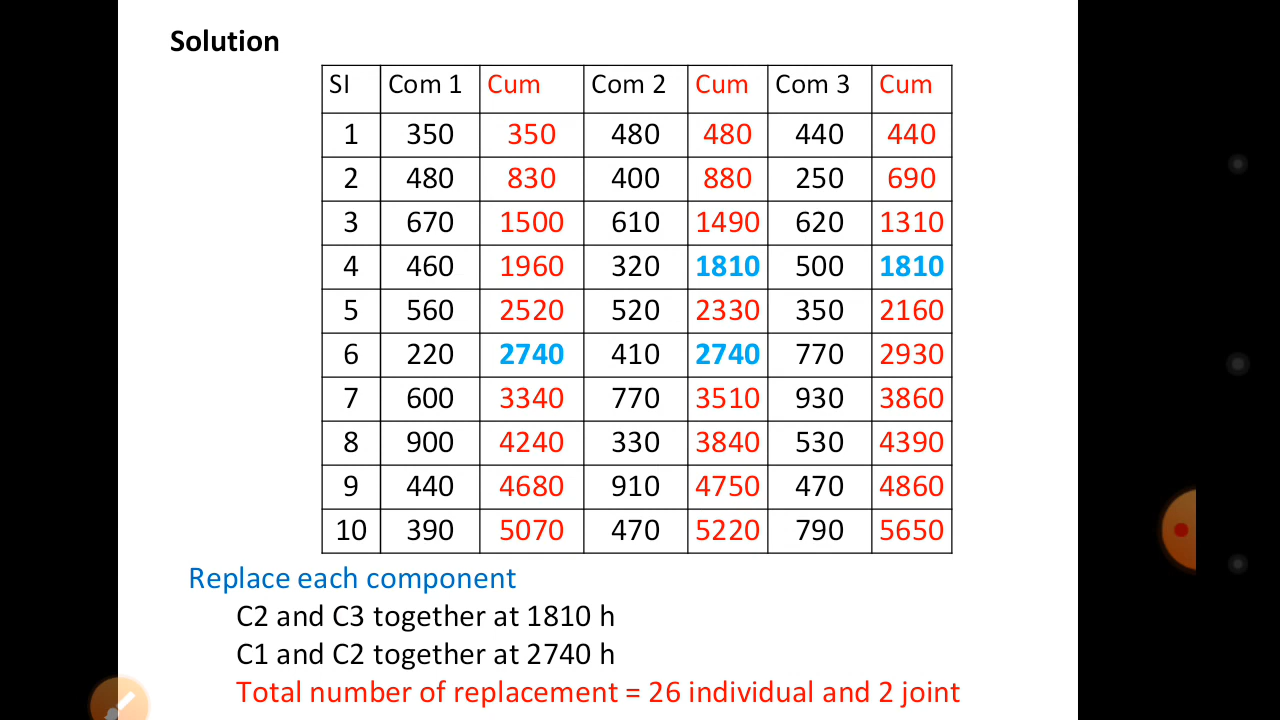 Solution
SI Com 1 Cum Com 2 Cum Com 3 Cum
1 350 350 480 480 440 440
2 480 830 400 880 250 690
3 670 1500 610 1490 620 1310
4 460 1960 320 1810 500 1810
5 560 2520 520 2330 350 2160
6 220 2740 410 2740 770 2930
7 600 3340 770 3510 930 3860
8 900 4240 330 3840 530 4390
9 440 4680 910 4750 470 4860
10 390 5070 470 5220 790 5650
Replace each component
C2 and C3 together at 1810 h
C1 and C2 together at 2740 h
Total number of replacement = 26 individual and 2 joint